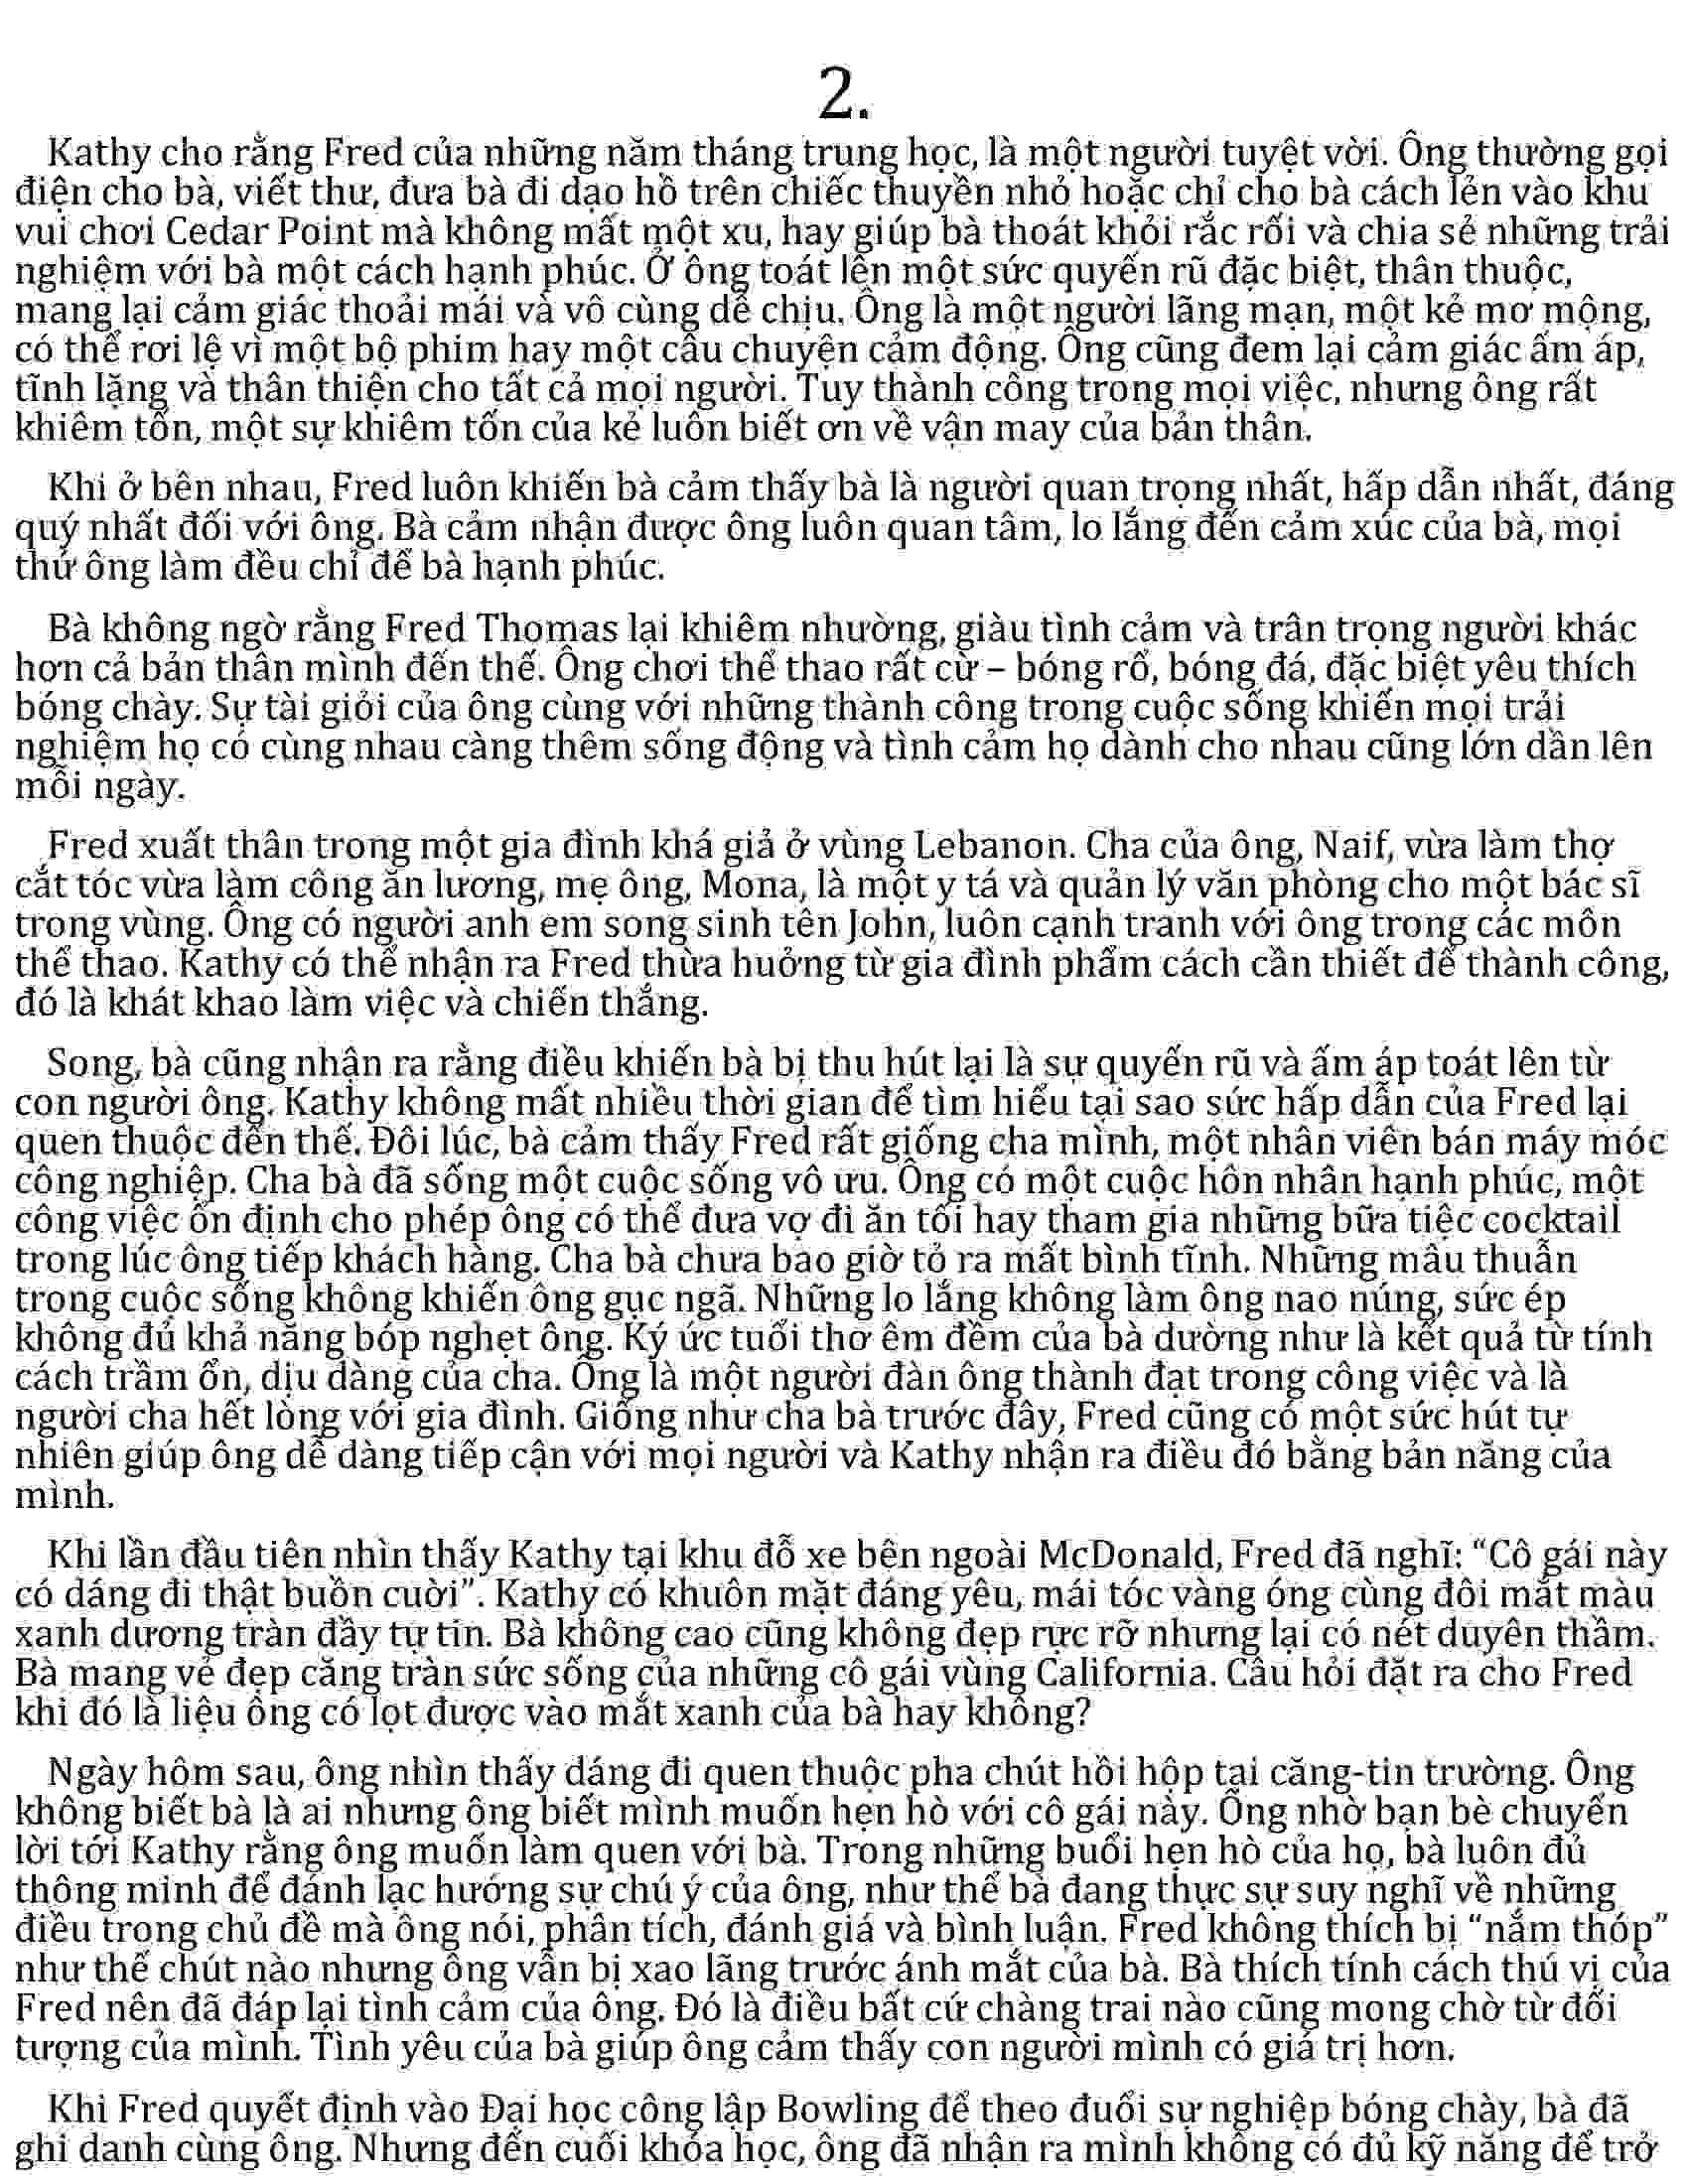 2.
Kathy cho rằng Fred của những năm tháng trung học, là một người tuyệt vời. Ông thường gọi
điện cho bà, viết thư, đưa bà đi dạo hồ trên chiếc thuyền nhỏ hoặc chỉ cho bà cách lẻn vào khu
vui chơi Cedar Point mà không mất một xu, hay giúp bà thoát khỏi rắc rối và chia sẻ những trải
nghiệm với bà một cách hạnh phúc. Ở ông toát lên một sức quyến rũ đặc biệt, thân thuộc,
mang lại cảm giác thoải mái và vô cùng dễ chịu. Ông là một người lãng mạn, một kẻ mơ mộng,
có thể rơi lệ vì một bộ phim hay một câu chuyện cảm động. Ông cũng đem lại cảm giác ấm áp,
tĩnh lặng và thân thiện cho tất cả mọi người. Tuy thành công trong mọi việc, nhưng ông rất
khiêm tốn, một sự khiêm tốn của kẻ luôn biết ơn về vận may của bản thân.
Khi ở bên nhau, Fred luôn khiến bà cảm thấy bà là người quan trọng nhất, hấp dẫn nhất, đáng
quý nhất đối với ông. Bà cảm nhận được ông luôn quan tâm, lo lắng đến cảm xúc của bà, mọi
thứ ông làm đều chỉ để bà hạnh phúc.
Bà không ngờ rằng Fred Thomas lại khiêm nhường, giàu tình cảm và trân trọng người khác
hơn cả bản thân mình đến thế. Ông chơi thể thao rất cừ – bóng rổ, bóng đá, đặc biệt yêu thích
bóng chày. Sự tài giỏi của ông cùng với những thành công trong cuộc sống khiến mọi trải
nghiệm họ có cùng nhau càng thêm sống động và tình cảm họ dành cho nhau cũng lớn dần lên
mỗi ngày.
Fred xuất thân trong một gia đình khá giả ở vùng Lebanon. Cha của ông, Naif, vừa làm thợ
cắt tóc vừa làm công ăn lương, mẹ ông, Mona, là một y tá và quản lý văn phòng cho một bác sĩ
trong vùng. Ông có người anh em song sinh tên John, luôn cạnh tranh với ông trong các môn
thể thao. Kathy có thể nhận ra Fred thừa huởng từ gia đình phẩm cách cần thiết để thành công,
đó là khát khao làm việc và chiến thắng.
Song, bà cũng nhận ra rằng điều khiến bà bị thu hút lại là sự quyến rũ và ấm áp toát lên từ
con người ông. Kathy không mất nhiều thời gian để tìm hiểu tại sao sức hấp dẫn của Fred lại
quen thuộc đến thế. Đôi lúc, bà cảm thấy Fred rất giống cha mình, một nhân viên bán máy móc
công nghiệp. Cha bà đã sống một cuộc sống vô ưu. Ông có một cuộc hôn nhân hạnh phúc, một
công việc ổn định cho phép ông có thể đưa vợ đi ăn tối hay tham gia những bữa tiệc cocktail
trong lúc ông tiếp khách hàng. Cha bà chưa bao giờ tỏ ra mất bình tĩnh. Những mâu thuẫn
trong cuộc sống không khiến ông gục ngã. Những lo lắng không làm ông nao núng, sức ép
không đủ khả năng bóp nghẹt ông. Ký ức tuổi thơ êm đềm của bà dường như là kết quả từ tính
cách trầm ổn, dịu dàng của cha. Ông là một người đàn ông thành đạt trong công việc và là
người cha hết lòng với gia đình. Giống như cha bà trước đây, Fred cũng có một sức hút tự
nhiên giúp ông dễ dàng tiếp cận với mọi người và Kathy nhận ra điều đó bằng bản năng của
mình.
Khi lần đầu tiên nhìn thấy Kathy tại khu đỗ xe bên ngoài McDonald, Fred đã nghĩ: “Cô gái này
có dáng đi thật buồn cuời”. Kathy có khuôn mặt đáng yêu, mái tóc vàng óng cùng đôi mắt màu
xanh dương tràn đầy tự tin. Bà không cao cũng không đẹp rực rỡ nhưng lại có nét duyên thầm.
Bà mang vẻ đẹp căng tràn sức sống của những cô gái vùng California. Câu hỏi đặt ra cho Fred
khi đó là liệu ông có lọt được vào mắt xanh của bà hay không?
Ngày hôm sau, ông nhìn thấy dáng đi quen thuộc pha chút hồi hộp tại căng-tin trường. Ông
không biết bà là ai nhưng ông biết mình muốn hẹn hò với cô gái này. Ông nhờ bạn bè chuyển
lời tới Kathy rằng ông muốn làm quen với bà. Trong những buổi hẹn hò của họ, bà luôn đủ
thông minh để đánh lạc hướng sự chú ý của ông, như thể bà đang thực sự suy nghĩ về những
điều trong chủ đề mà ông nói, phân tích, đánh giá và bình luận. Fred không thích bị “nắm thóp”
như thế chút nào nhưng ông vẫn bị xao lãng trước ánh mắt của bà. Bà thích tính cách thú vị của
Fred nên đã đáp lại tình cảm của ông. Đó là điều bất cứ chàng trai nào cũng mong chờ từ đối
tượng của mình. Tình yêu của bà giúp ông cảm thấy con người mình có giá trị hơn.
Khi Fred quyết định vào Đại học công lập Bowling để theo đuổi sự nghiệp bóng chày, bà đã
ghi danh cùng ông. Nhưng đến cuối khóa học, ông đã nhận ra mình không có đủ kỹ năng để trở